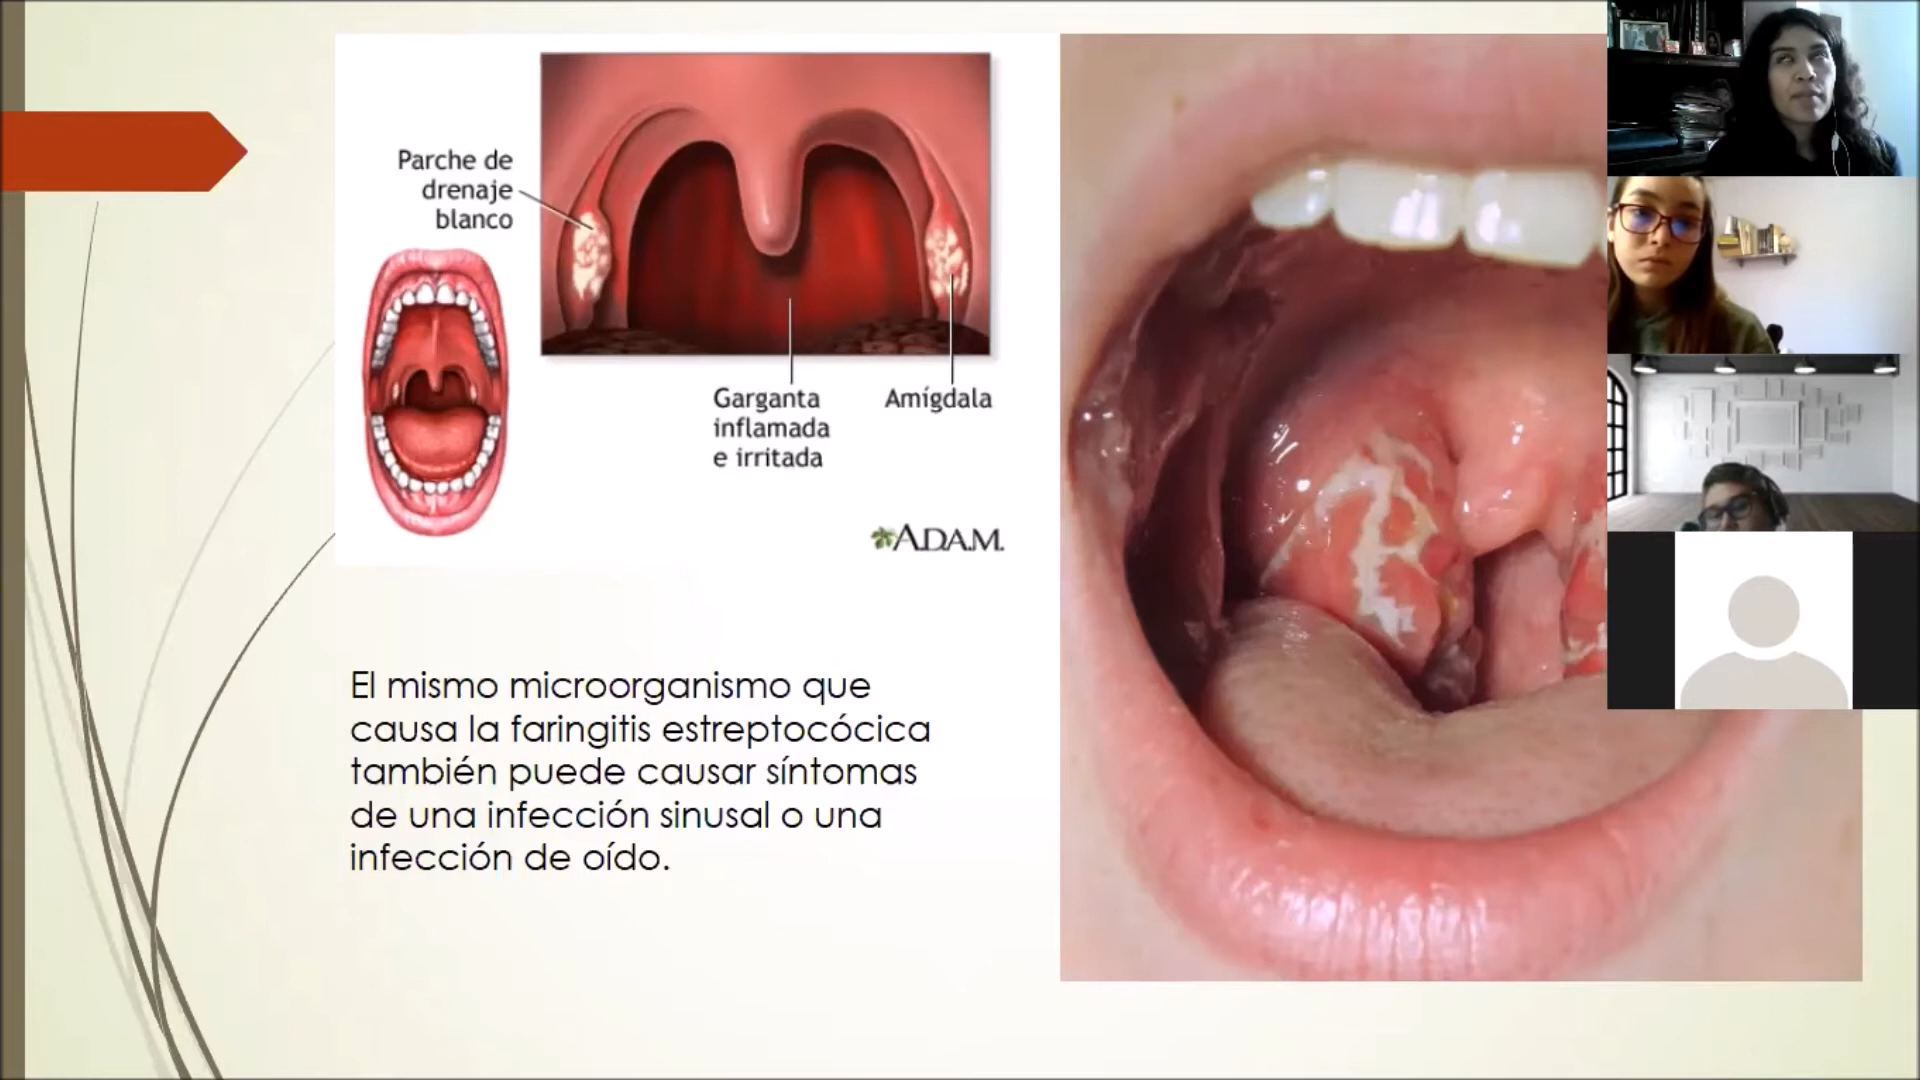 Parche de
drenaje
blanco
Garganta
inflamada
e irritada
Amígdala
A.D.A.M.
El mismo microorganismo que
causa la faringitis estreptocócica
también puede causar síntomas
de una infección sinusal o una
infección de oído.